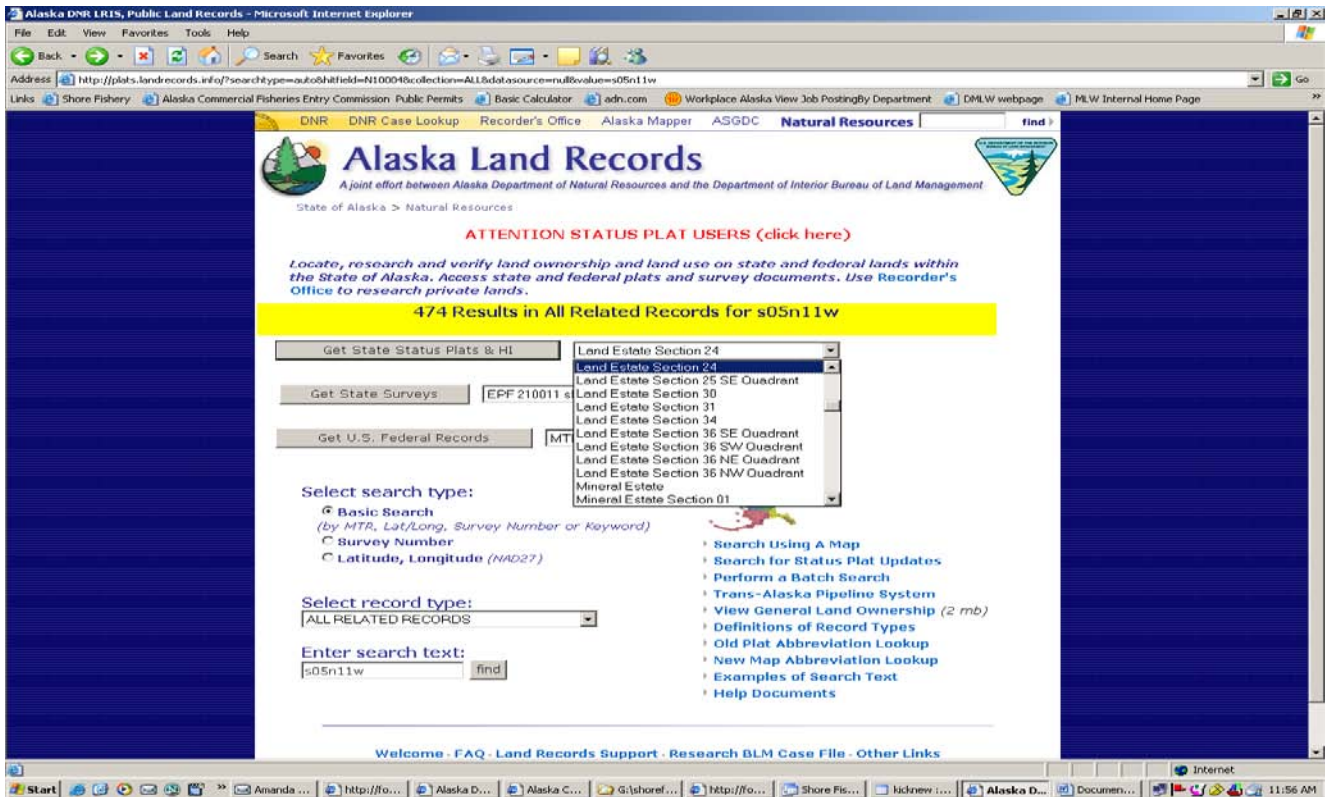 Alaska DNR LRIS, Public Land Records - Microsoft Internet Explorer
File Edit View Favorites Tools Help
Back Search Favorites
Address http://plats.landrecords.info/?searchtype=auto&hitfield=N10004&collection=ALL&datasource=null&value=s05n11w Go
Links Shore Fishery Alaska Commercial Fisheries Entry Commission Public Permits Basic Calculator adn.com Workplace Alaska View Job PostingBy Department DMLW webpage MLW Internal Home Page »
DNR DNR Case Lookup Recorder's Office Alaska Mapper ASGDC Natural Resources find
Alaska Land Records
A joint effort between Alaska Department of Natural Resources and the Department of Interior Bureau of Land Management
State of Alaska > Natural Resources
ATTENTION STATUS PLAT USERS (click here)
Locate, research and verify land ownership and land use on state and federal lands within
the State of Alaska. Access state and federal plats and survey documents. Use Recorder's
Office to research private lands.
474 Results in All Related Records for s05n11w
Get State Status Plats & HI Land Estate Section 24
Land Estate Section 24
Land Estate Section 25 SE Quadrant
Land Estate Section 30
Get State Surveys EPF 210011 s
Land Estate Section 31
Land Estate Section 34
Land Estate Section 36 SE Quadrant
Get U.S. Federal Records MT
Land Estate Section 36 SW Quadrant
Land Estate Section 36 NE Quadrant
Land Estate Section 36 NW Quadrant
Mineral Estate
Mineral Estate Section 01
Select search type:
Basic Search
(by MTR, Lat/Long, Survey Number or Keyword)
Survey Number
Latitude, Longitude (NAD27)
Select record type:
ALL RELATED RECORDS
Enter search text:
s05n11w find
Search Using A Map
Search for Status Plat Updates
Perform a Batch Search
Trans-Alaska Pipeline System
View General Land Ownership (2 mb)
Definitions of Record Types
Old Plat Abbreviation Lookup
New Map Abbreviation Lookup
Examples of Search Text
Help Documents
Welcome - FAQ - Land Records Support - Research BLM Case File - Other Links
Internet
Start » Amanda ... http://fo... Alaska D... Alaska C... G:\shoref... http://fo... Shore Fis... kicknew :... Alaska D... Documen... 11:56 AM